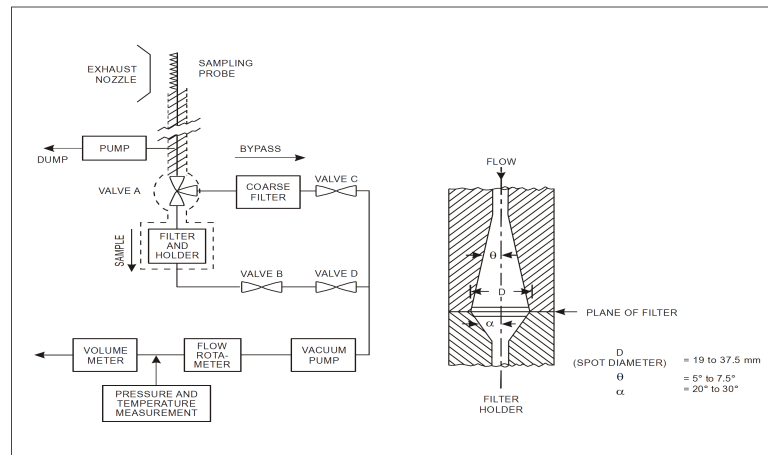 EXHAUST
NOZZLE
SAMPLING
PROBE
PUMP
DUMP
BYPASS
VALVE A
COARSE
FILTER
VALVE C
SAMPLE
FILTER
AND
HOLDER
VALVE B
VALVE D
VOLUME
METER
FLOW
ROTA-
METER
VACUUM
PUMP
PRESSURE AND
TEMPERATURE
MEASUREMENT
FLOW
θ
D
α
PLANE OF FILTER
FILTER
HOLDER
D
(SPOT DIAMETER) = 19 to 37.5 mm
θ = 5° to 7.5°
α = 20° to 30°